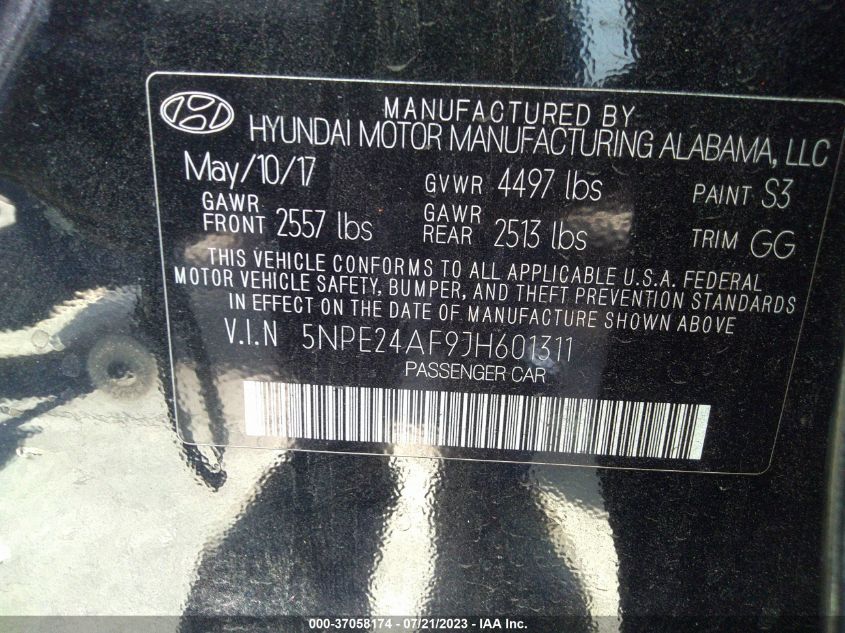 MANUFACTURED BY
HYUNDAI MOTOR MANUFACTURING ALABAMA, LLC
May/10/17 GVWR 4497 lbs PAINT S3
GAWR FRONT 2557 lbs GAWR REAR 2513 lbs TRIM GG
THIS VEHICLE CONFORMS TO ALL APPLICABLE U.S.A. FEDERAL
MOTOR VEHICLE SAFETY, BUMPER, AND THEFT PREVENTION STANDARDS
IN EFFECT ON THE DATE OF MANUFACTURE SHOWN ABOVE
V.I.N 5NPE24AF9JH601311
PASSENGER CAR
000-37058174 - 07/21/2023 - IAA Inc.